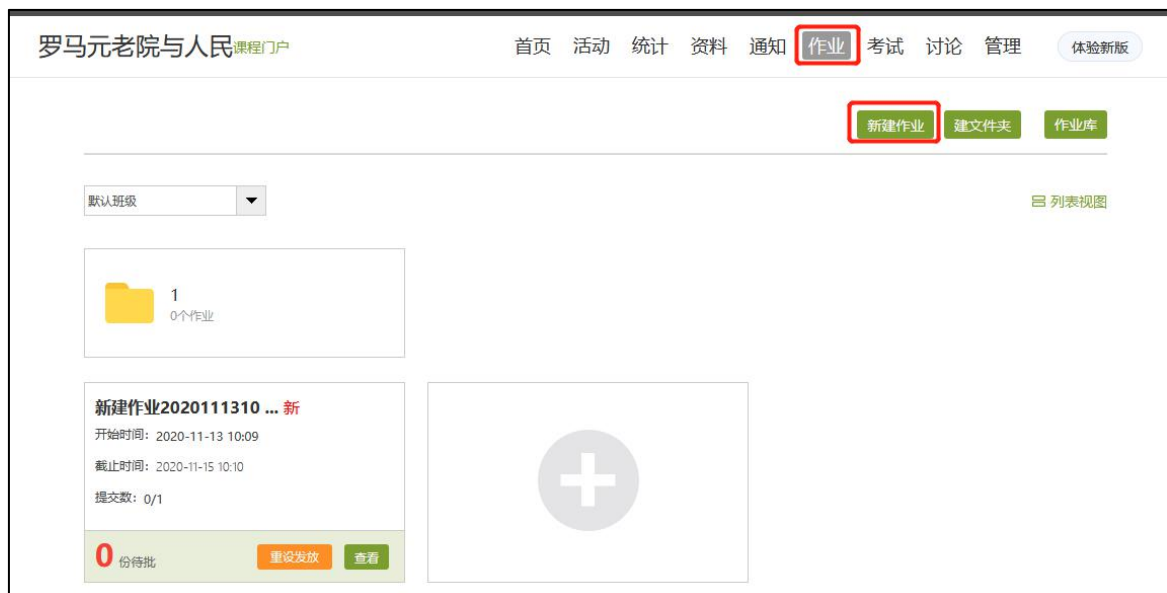 罗马元老院与人民课程门户 首页 活动 统计 资料 通知 作业 考试 讨论 管理 体验新版
新建作业 建文件夹 作业库
默认班级 列表视图
1
0个作业
新建作业2020111310 ... 新
开始时间：2020-11-13 10:09
截止时间：2020-11-15 10:10
提交数：0/1
0 份待批 重设发放 查看